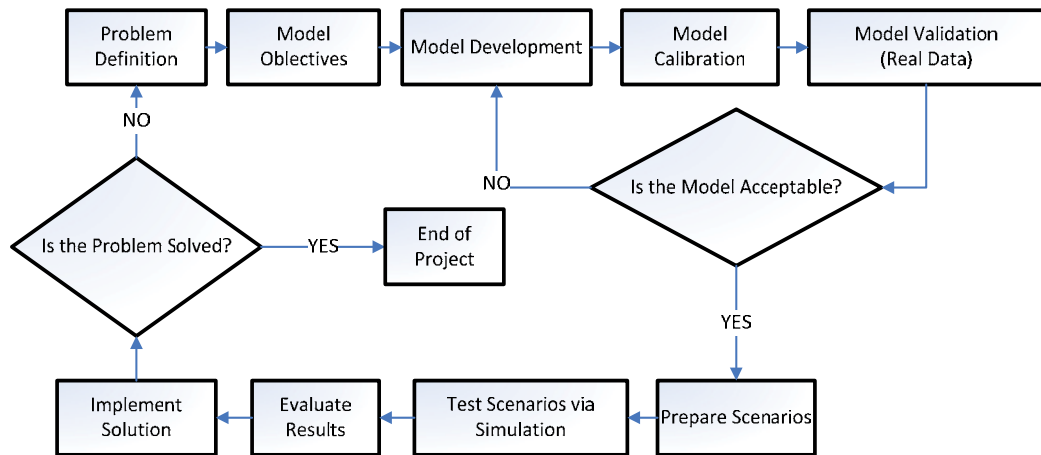 Problem
Definition
Model
Oblectives
Model Development
Model
Calibration
Model Validation
(Real Data)
NO
NO
Is the Model Acceptable?
Is the Problem Solved?
YES
End of
Project
YES
Implement
Solution
Evaluate
Results
Test Scenarios via
Simulation
Prepare Scenarios